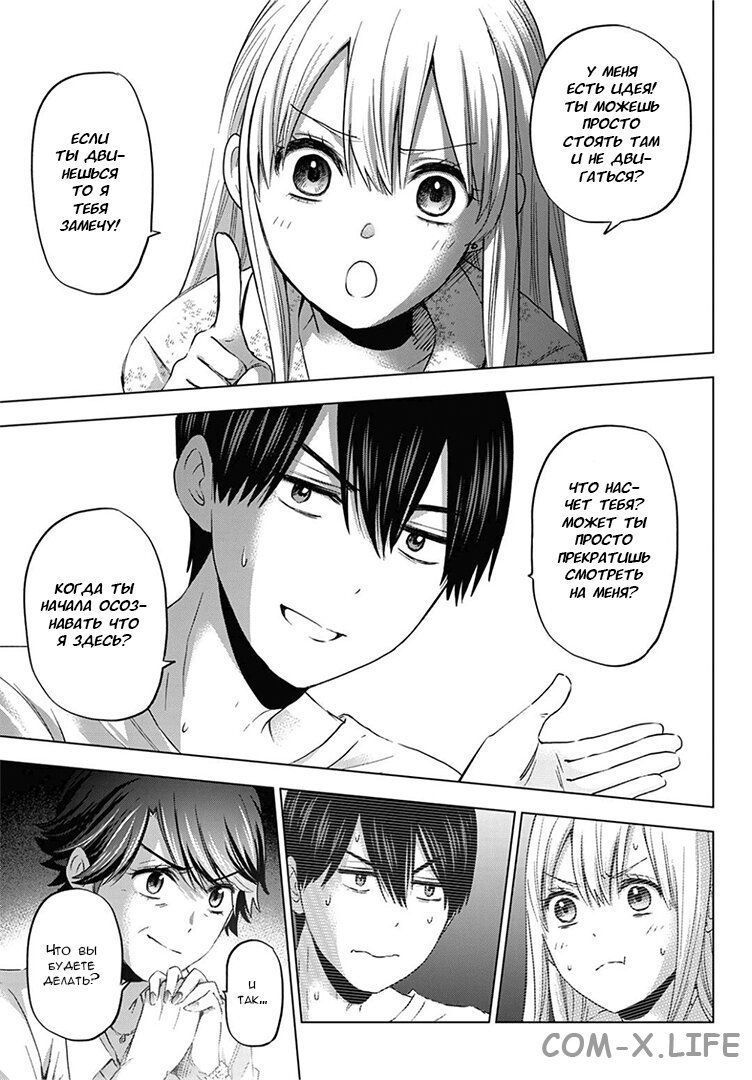 У МЕНЯ
ЕСТЬ ИДЕЯ!
ТЫ МОЖЕШЬ
ПРОСТО
СТОЯТЬ ТАМ
И НЕ ДВИ-
ГАТЬСЯ?
ЕСЛИ
ТЫ ДВИ-
НЕШЬСЯ
ТО Я
ТЕБЯ
ЗАМЕЧУ!
ЧТО НАС-
ЧЕТ ТЕБЯ?
МОЖЕТ ТЫ
ПРОСТО
ПРЕКРАТИШЬ
СМОТРЕТЬ
НА МЕНЯ?
КОГДА ТЫ
НАЧАЛА ОСОЗ-
НАВАТЬ ЧТО
Я ЗДЕСЬ?
И
ТАК...
ЧТО ВЫ
БУДЕТЕ
ДЕЛАТЬ?
COM-X.LIFE